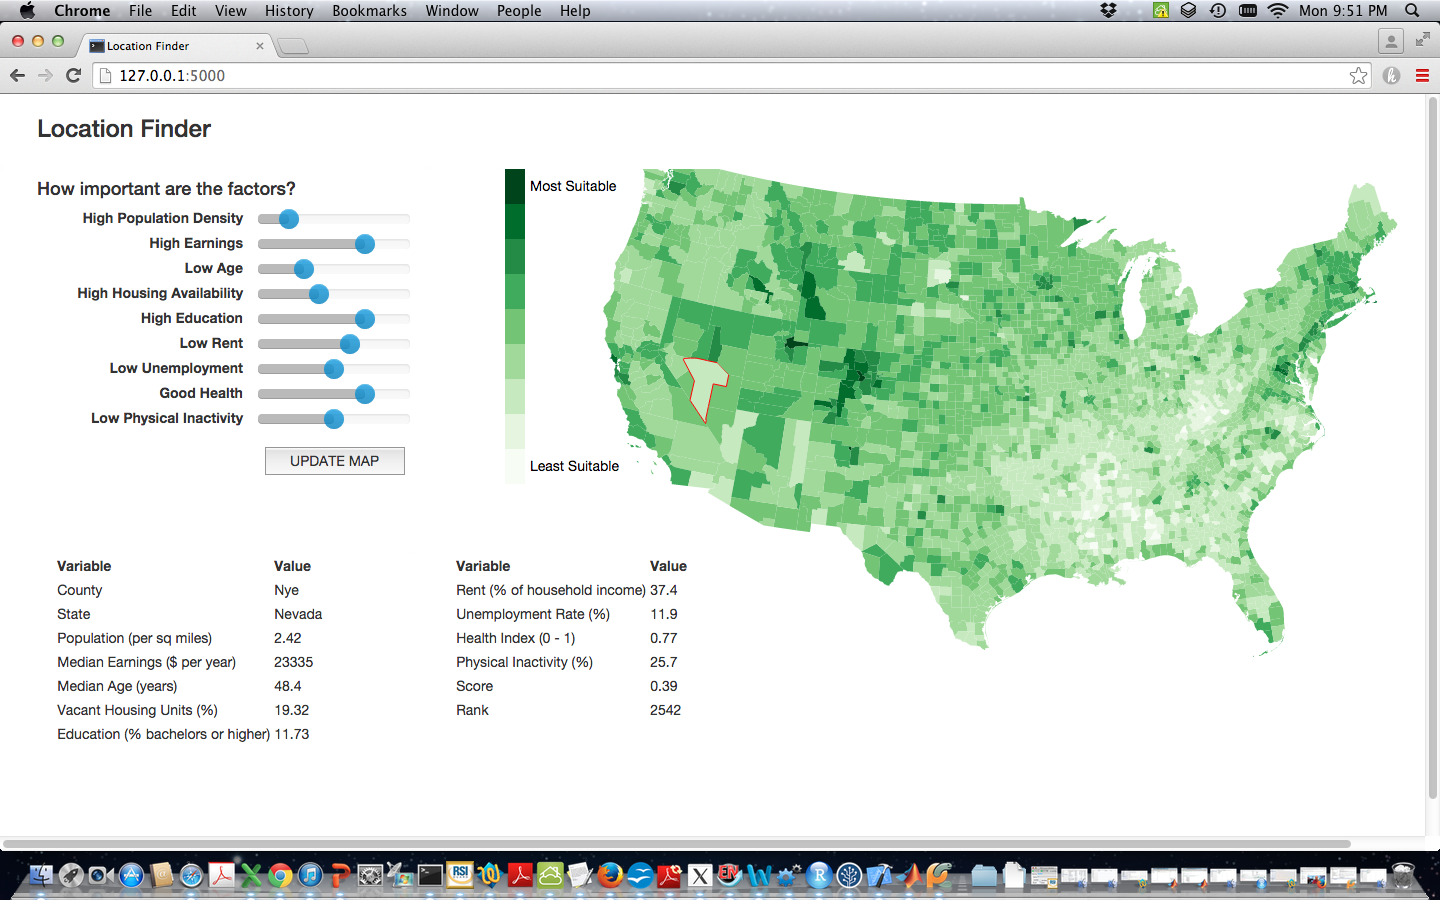 Chrome File Edit View History Bookmarks Window People Help Mon 9:51 PM
Location Finder
127.0.0.1:5000
Location Finder
How important are the factors?
High Population Density
High Earnings
Low Age
High Housing Availability
High Education
Low Rent
Low Unemployment
Good Health
Low Physical Inactivity
UPDATE MAP
Most Suitable
Least Suitable
Variable Value
County Nye
State Nevada
Population (per sq miles) 2.42
Median Earnings ($ per year) 23335
Median Age (years) 48.4
Vacant Housing Units (%) 19.32
Education (% bachelors or higher) 11.73
Variable Value
Rent (% of household income) 37.4
Unemployment Rate (%) 11.9
Health Index (0 - 1) 0.77
Physical Inactivity (%) 25.7
Score 0.39
Rank 2542
RSI